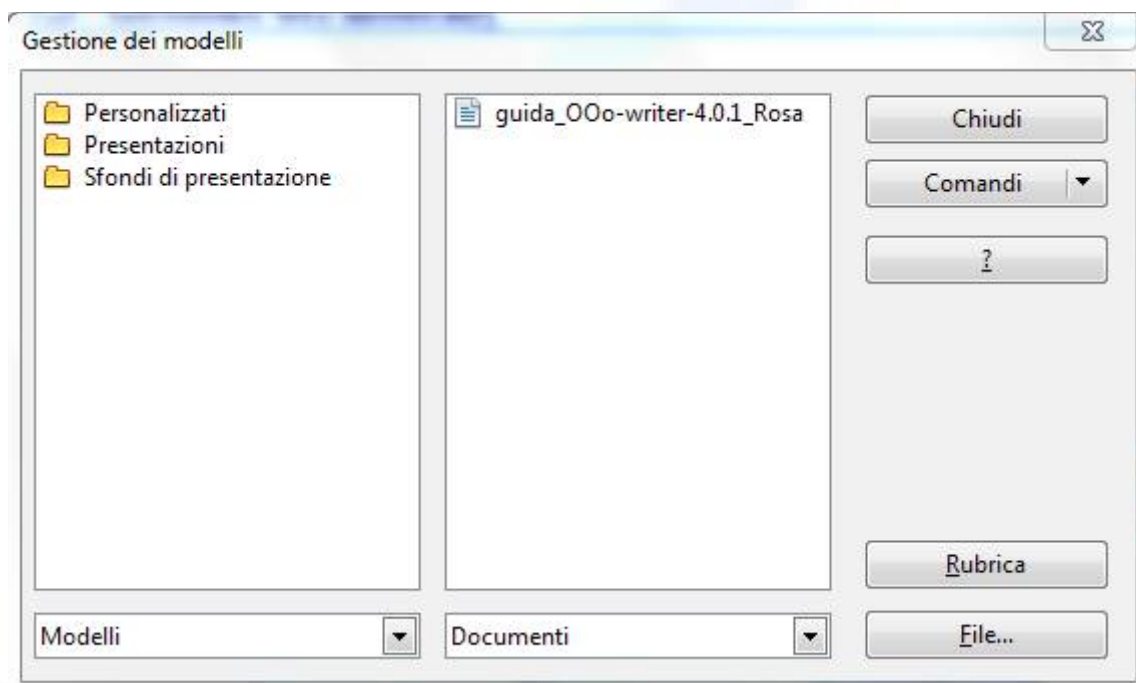 Gestione dei modelli
Personalizzati
Presentazioni
Sfondi di presentazione
guida_OOo-writer-4.0.1_Rosa
Chiudi
Comandi
?
Rubrica
File...
Modelli
Documenti